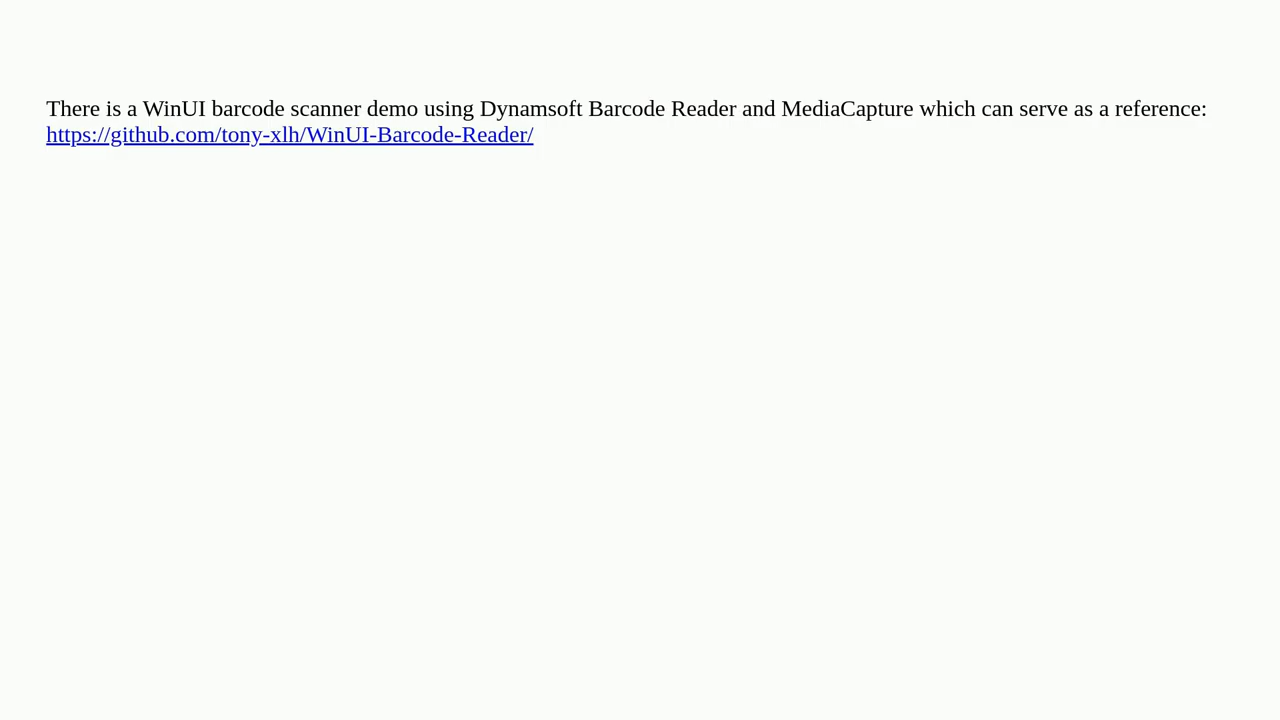 There is a WinUI barcode scanner demo using Dynamsoft Barcode Reader and MediaCapture which can serve as a reference:
https://github.com/tony-xlh/WinUI-Barcode-Reader/